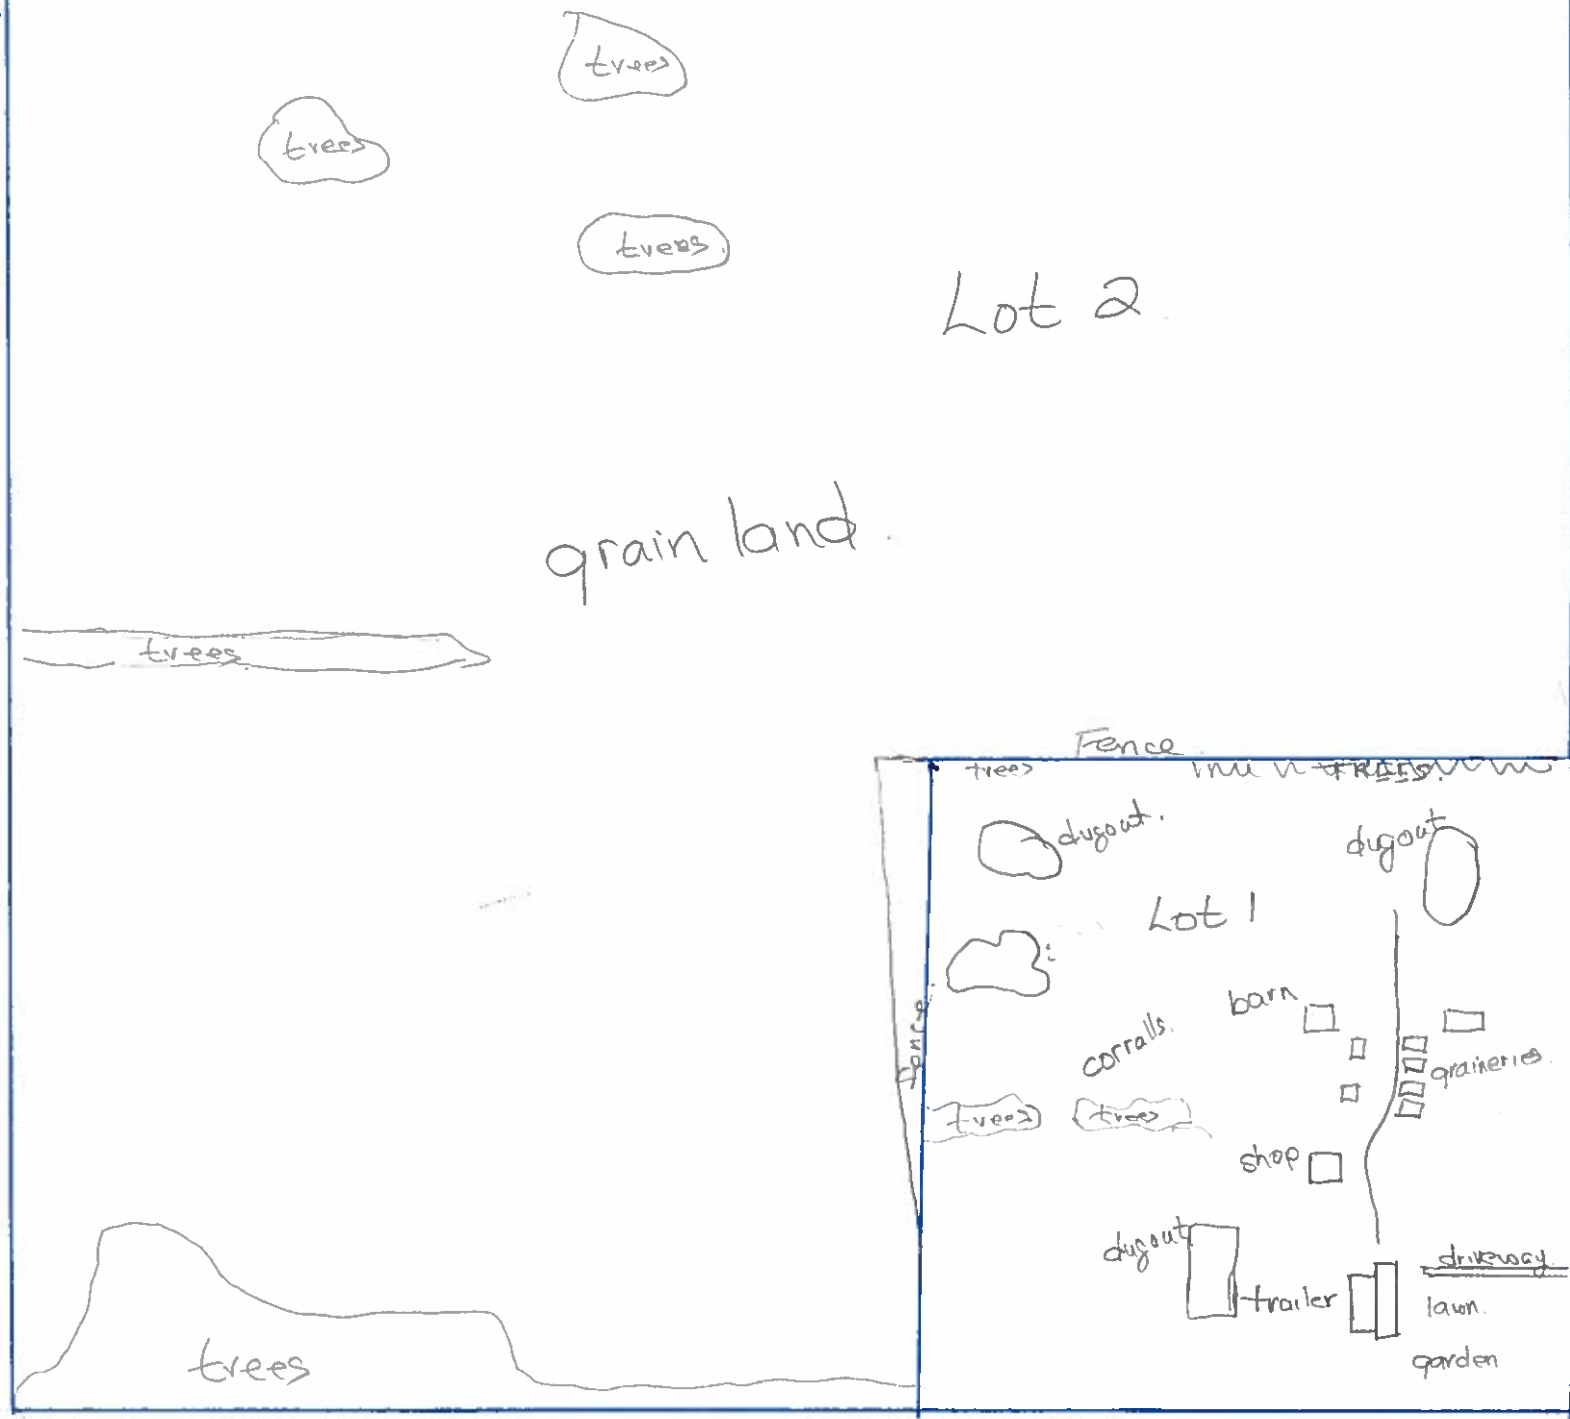 trees
trees
trees
Lot 2
grain land
trees
Fence
trees
TREES
dugout.
dugout
Lot 1
barn
fence
corralls.
graineries.
trees
trees
shop
dugout
driveway
trailer
lawn.
garden
trees